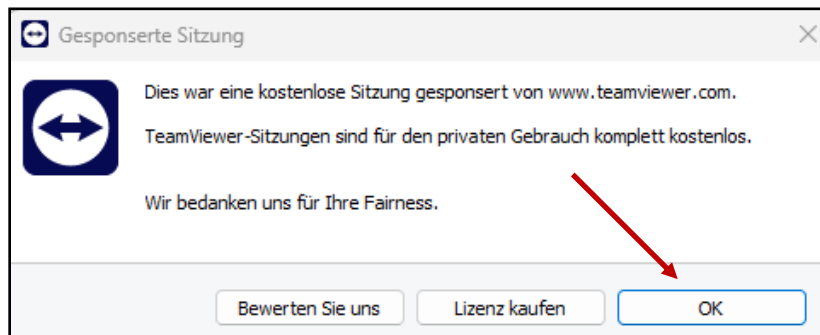 Gesponserte Sitzung
Dies war eine kostenlose Sitzung gesponsert von www.teamviewer.com.
TeamViewer-Sitzungen sind für den privaten Gebrauch komplett kostenlos.
Wir bedanken uns für Ihre Fairness.
Bewerten Sie uns
Lizenz kaufen
OK